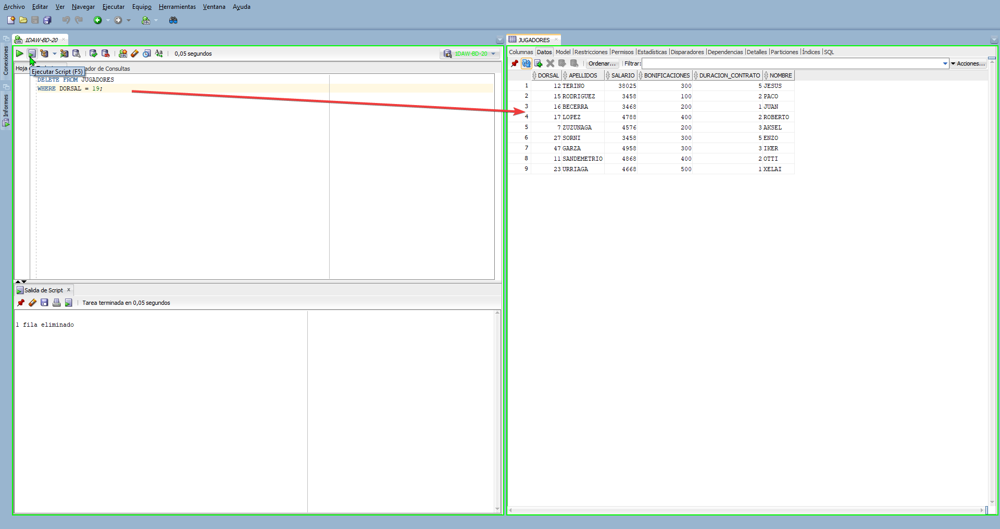 Archivo Editar Ver Navegar Ejecutar Equipo Herramientas Ventana Ayuda
1DAW-BD-20
0,05 segundos
1DAW-BD-20
Hoja
ador de Consultas
Ejecutar Script (F5)
DELETE FROM JUGADORES
WHERE DORSAL = 19;
Conexiones
Informes
Salida de Script
Tarea terminada en 0,05 segundos
1 fila eliminado
JUGADORES
Columnas Datos Model Restricciones Permisos Estadísticas Disparadores Dependencias Detalles Particiones Índices SQL
Ordenar... Filtrar: Acciones...
DORSAL APELLIDOS SALARIO BONIFICACIONES DURACION_CONTRATO NOMBRE
1 12 TERINO 38025 300 5 JESUS
2 15 RODRIGUEZ 3458 100 2 PACO
3 16 BECERRA 3468 200 1 JUAN
4 17 LOPEZ 4788 400 2 ROBERTO
5 7 ZUZUNAGA 4576 200 3 AKSEL
6 27 SORNI 3458 300 5 ENZO
7 47 GARZA 4958 300 3 IKER
8 11 SANDEMETRIO 4868 400 2 OTTI
9 23 URRIAGA 4668 500 1 XELAI